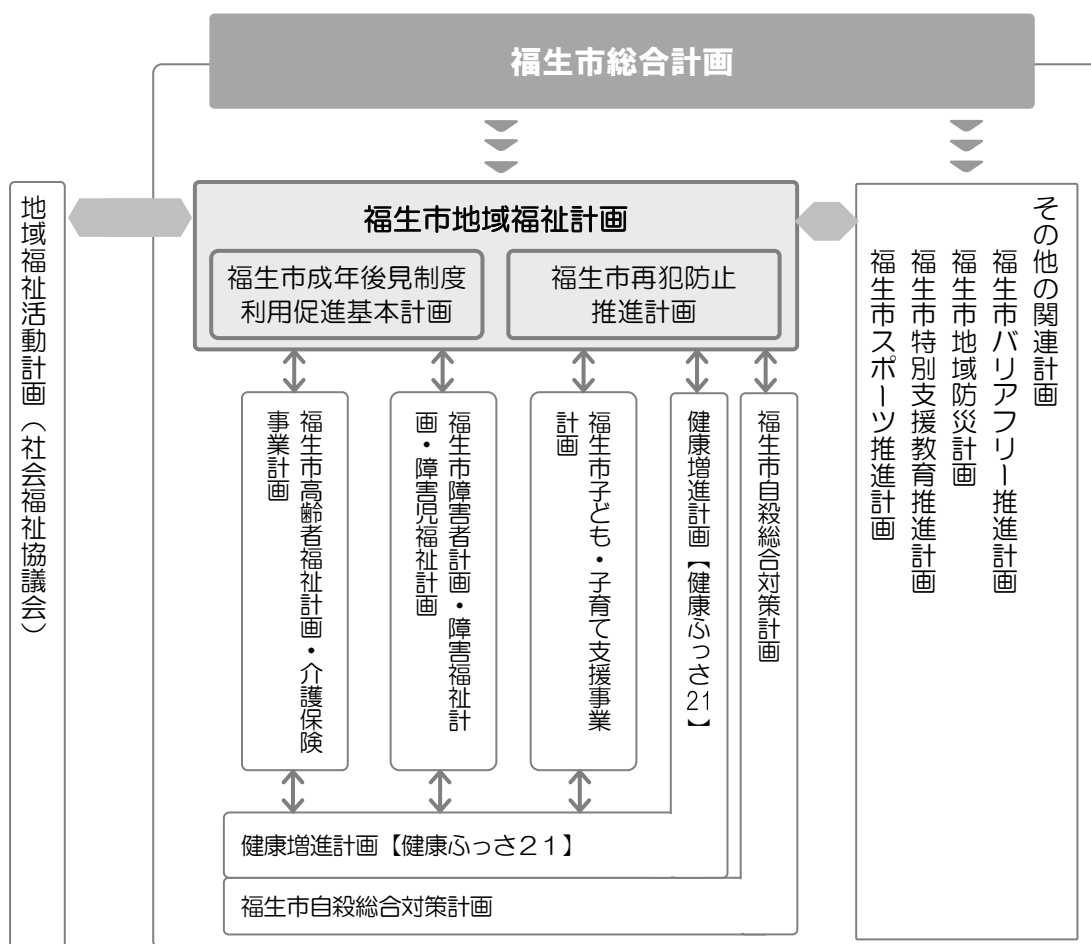 福生市総合計画
地域福祉活動計画（社会福祉協議会）
福生市地域福祉計画
福生市成年後見制度
利用促進基本計画
福生市再犯防止
推進計画
福生市高齢者福祉計画・介護保険
事業計画
福生市障害者計画・障害福祉計
画・障害児福祉計画
福生市子ども・子育て支援事業
計画
健康増進計画【健康ふっさ21】
福生市自殺総合対策計画
健康増進計画【健康ふっさ２１】
福生市自殺総合対策計画
その他の関連計画
福生市バリアフリー推進計画
福生市地域防災計画
福生市特別支援教育推進計画
福生市スポーツ推進計画